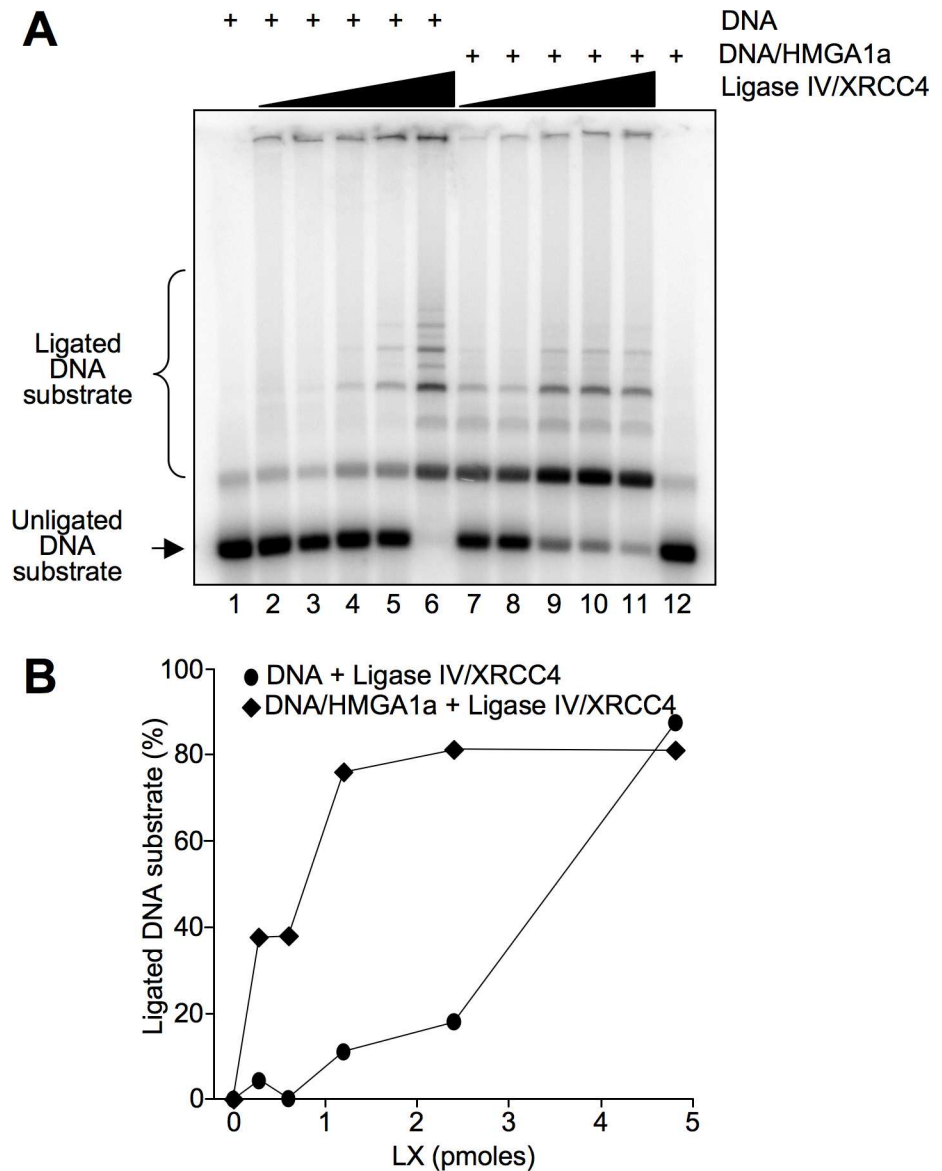 A
+ + + + + + DNA
+ + + + + + DNA/HMGA1a
Ligase IV/XRCC4
Ligated
DNA
substrate
Unligated
DNA
substrate
1 2 3 4 5 6 7 8 9 10 11 12
B
100
80
60
40
20
0
Ligated DNA substrate (%)
DNA + Ligase IV/XRCC4
DNA/HMGA1a + Ligase IV/XRCC4
0 1 2 3 4 5
LX (pmoles)